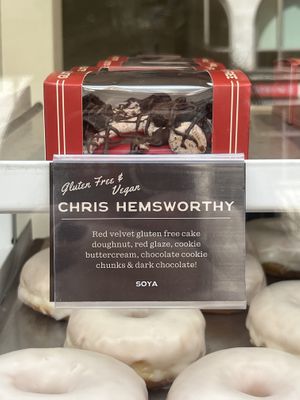 Gluten Free &
Vegan
CHRIS HEMSWORTHY
Red velvet gluten free cake
doughnut, red glaze, cookie
buttercream, chocolate cookie
chunks & dark chocolate!
SOYA